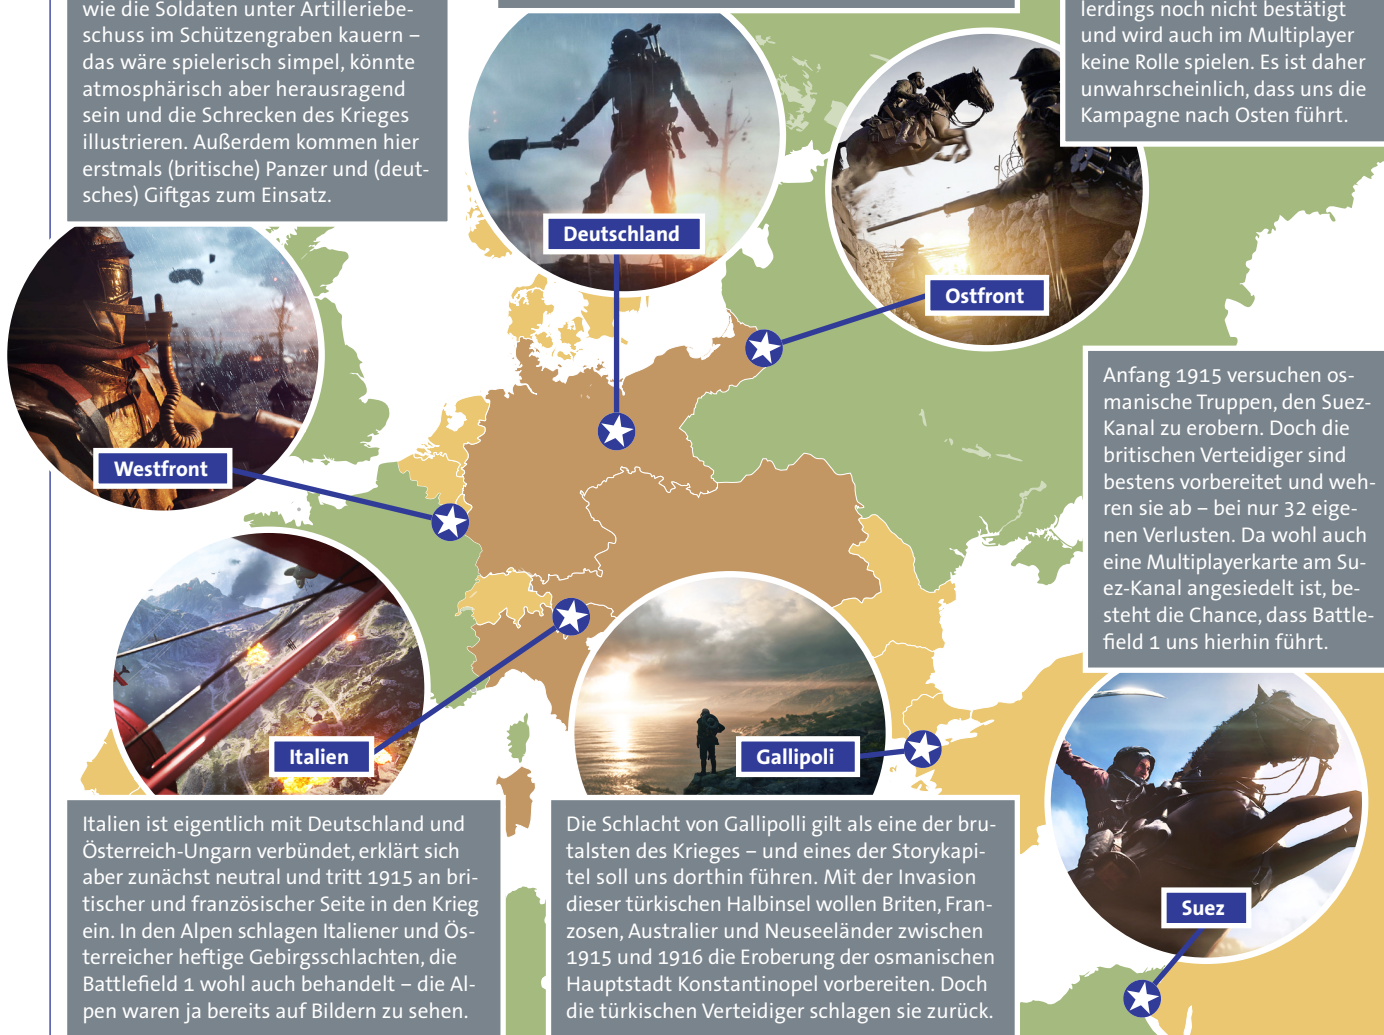 wie die Soldaten unter Artilleriebe-
schuss im Schützengraben kauern –
das wäre spielerisch simpel, könnte
atmosphärisch aber herausragend
sein und die Schrecken des Krieges
illustrieren. Außerdem kommen hier
erstmals (britische) Panzer und (deut-
sches) Giftgas zum Einsatz.
lerdings noch nicht bestätigt
und wird auch im Multiplayer
keine Rolle spielen. Es ist daher
unwahrscheinlich, dass uns die
Kampagne nach Osten führt.
Deutschland
Ostfront
Westfront
Anfang 1915 versuchen os-
manische Truppen, den Suez-
Kanal zu erobern. Doch die
britischen Verteidiger sind
bestens vorbereitet und weh-
ren sie ab – bei nur 32 eige-
nen Verlusten. Da wohl auch
eine Multiplayerkarte am Su-
ez-Kanal angesiedelt ist, be-
steht die Chance, dass Battle-
field 1 uns hierhin führt.
Italien
Gallipoli
Suez
Italien ist eigentlich mit Deutschland und
Österreich-Ungarn verbündet, erklärt sich
aber zunächst neutral und tritt 1915 an bri-
tischer und französischer Seite in den Krieg
ein. In den Alpen schlagen Italiener und Ös-
terreicher heftige Gebirgsschlachten, die
Battlefield 1 wohl auch behandelt – die Al-
pen waren ja bereits auf Bildern zu sehen.
Die Schlacht von Gallipolli gilt als eine der bru-
talsten des Krieges – und eines der Storykapi-
tel soll uns dorthin führen. Mit der Invasion
dieser türkischen Halbinsel wollen Briten, Fran-
zosen, Australier und Neuseeländer zwischen
1915 und 1916 die Eroberung der osmanischen
Hauptstadt Konstantinopel vorbereiten. Doch
die türkischen Verteidiger schlagen sie zurück.